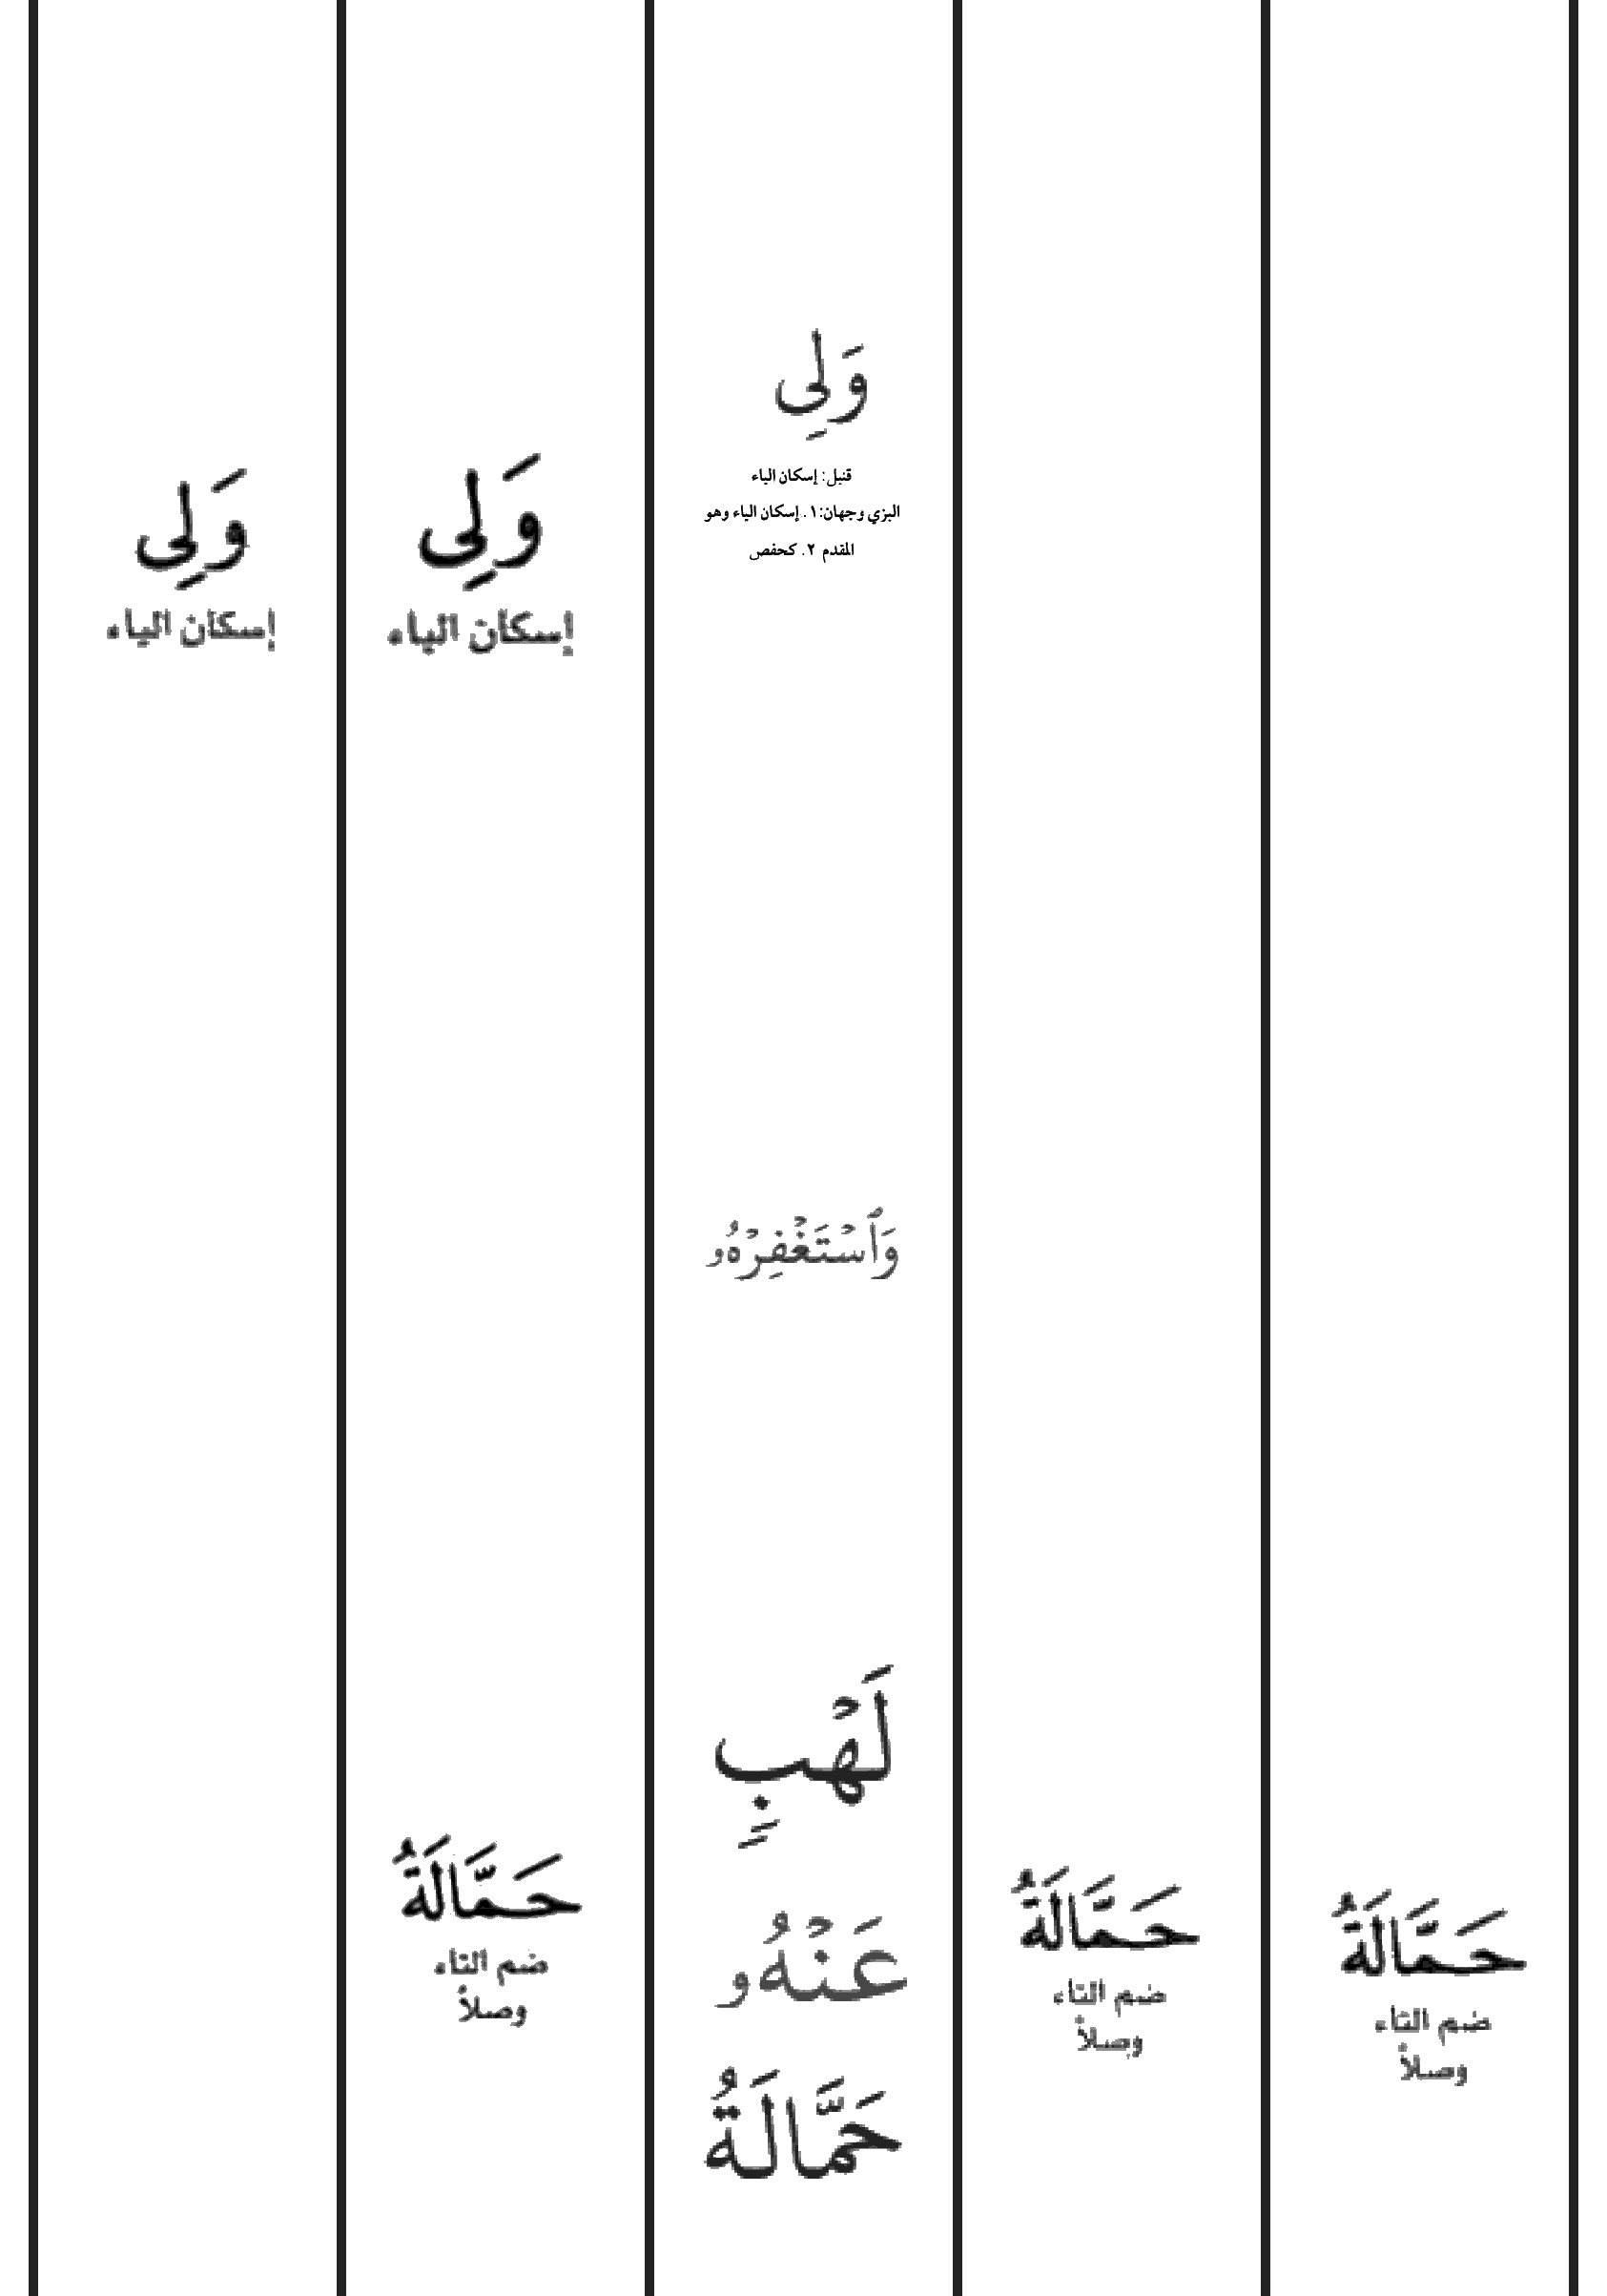 حَمَّالَةُ
ضم التاء
وصلاً
حَمَّالَةُ
ضم التاء
وصلاً
وَلِى
قنبل: إسكان الياء
البزي وجهان:١. إسكان الياء وهو
المقدم ٢. كحفص
وَٱسۡتَغۡفِرۡهُۥ
لَهۡبٖ
عَنۡهُۥ
حَمَّالَةُ
وَلِى
إسكان الياء
حَمَّالَةُ
ضم التاء
وصلاً
وَلِى
إسكان الياء